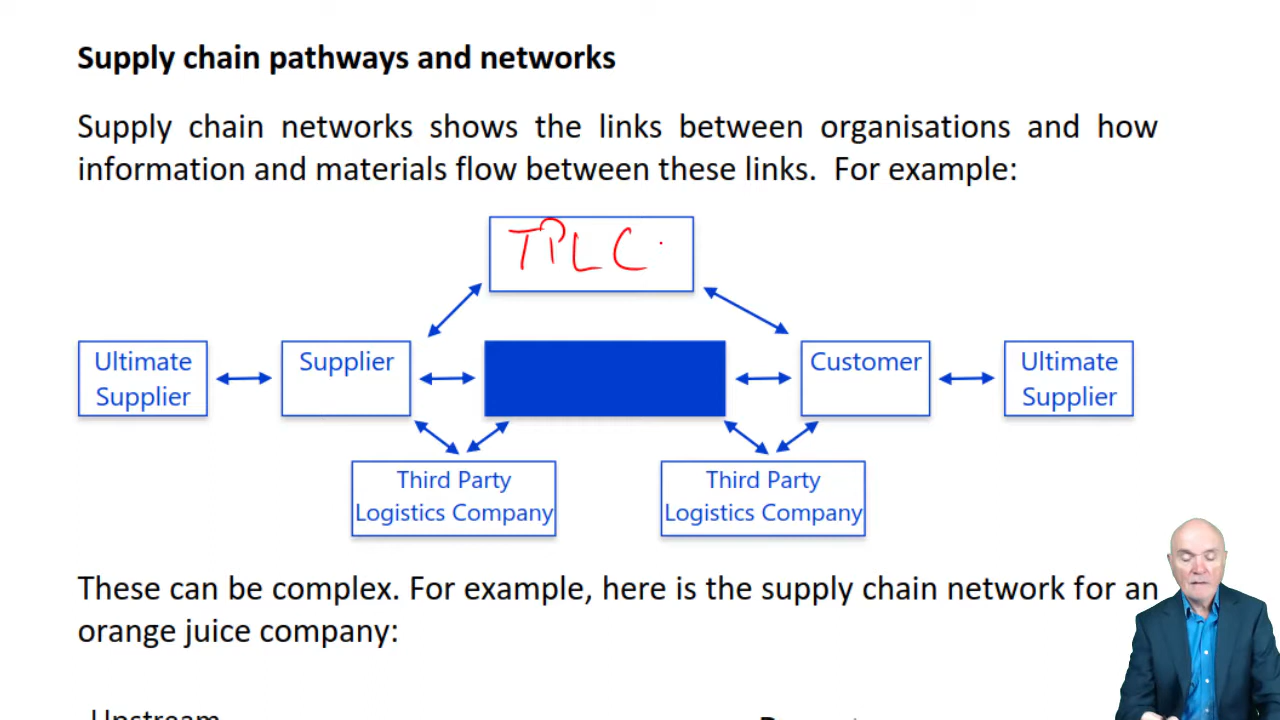 Supply chain pathways and networks
Supply chain networks shows the links between organisations and how
information and materials flow between these links. For example:
TPLC
Ultimate
Supplier
Supplier
Customer
Ultimate
Supplier
Third Party
Logistics Company
Third Party
Logistics Company
These can be complex. For example, here is the supply chain network for an
orange juice company:
Upstream